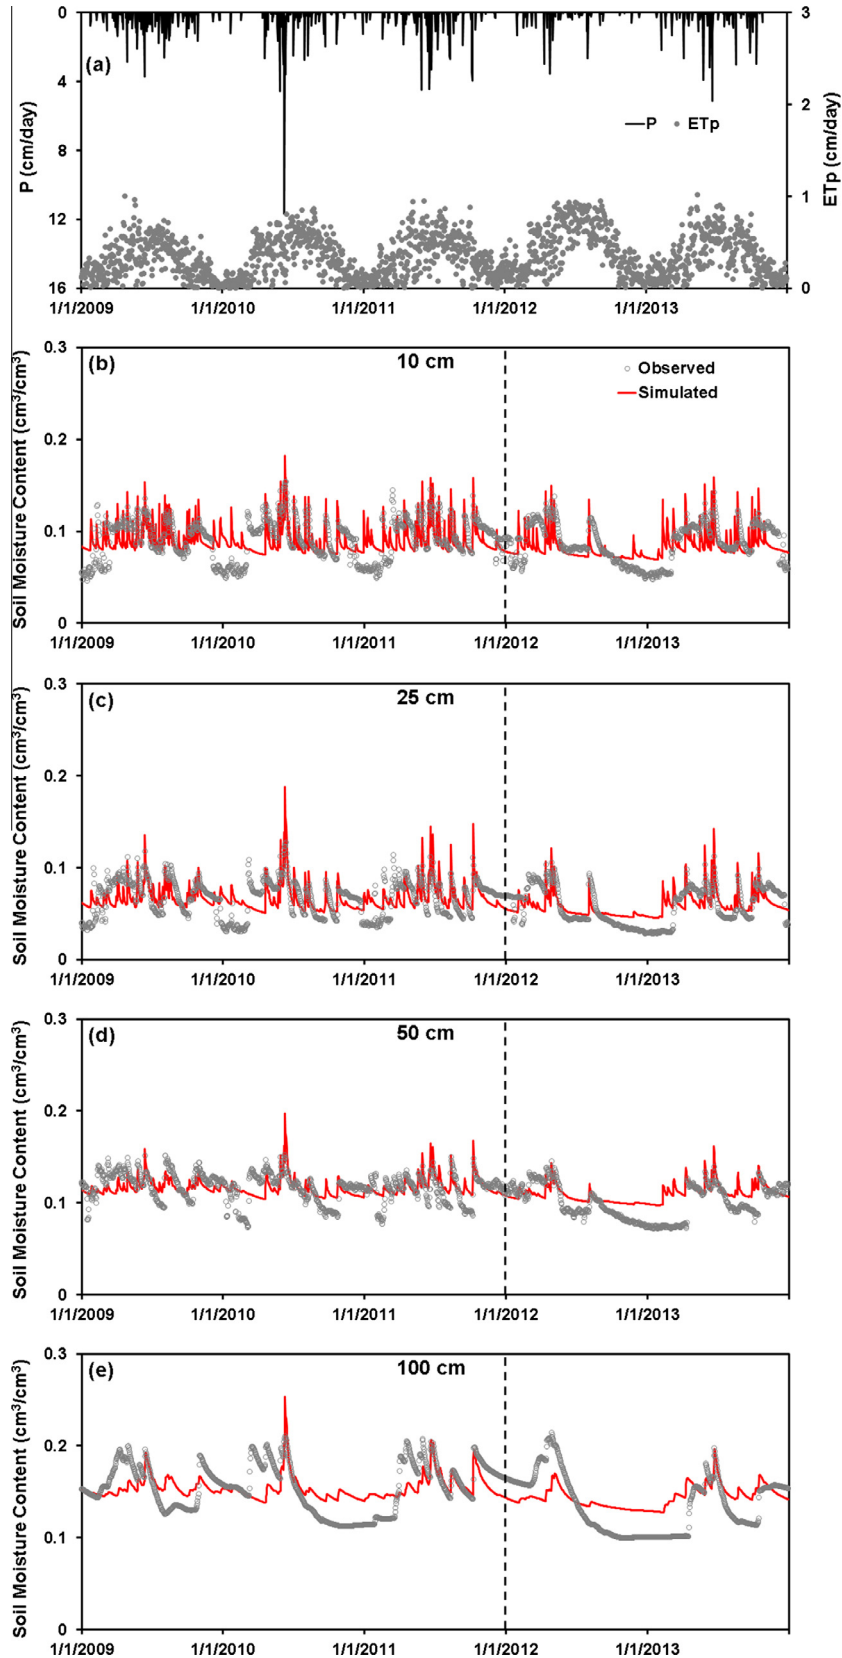 0
4
8
12
16
P (cm/day)
(a)
P
ETp
3
2
1
0
ETp (cm/day)
1/1/2009
1/1/2010
1/1/2011
1/1/2012
1/1/2013
0.3
0.2
0.1
0
Soil Moisture Content (cm³/cm³)
(b)
10 cm
Observed
Simulated
1/1/2009
1/1/2010
1/1/2011
1/1/2012
1/1/2013
0.3
0.2
0.1
0
Soil Moisture Content (cm³/cm³)
(c)
25 cm
1/1/2009
1/1/2010
1/1/2011
1/1/2012
1/1/2013
0.3
0.2
0.1
0
Soil Moisture Content (cm³/cm³)
(d)
50 cm
1/1/2009
1/1/2010
1/1/2011
1/1/2012
1/1/2013
0.3
0.2
0.1
0
Soil Moisture Content (cm³/cm³)
(e)
100 cm
1/1/2009
1/1/2010
1/1/2011
1/1/2012
1/1/2013